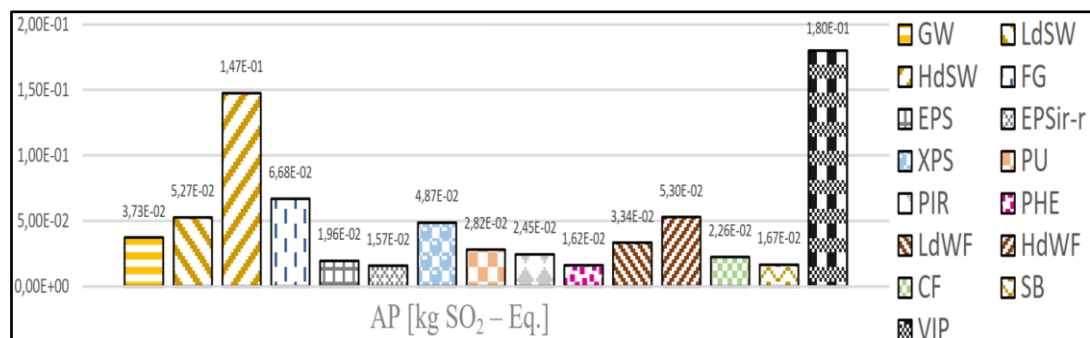 2,00E-01
1,50E-01
1,00E-01
5,00E-02
0,00E+00
3,73E-02
5,27E-02
1,47E-01
6,68E-02
1,96E-02
1,57E-02
4,87E-02
2,82E-02
2,45E-02
1,62E-02
3,34E-02
5,30E-02
2,26E-02
1,67E-02
1,80E-01
AP [kg SO₂ – Eq.]
GW LdSW
HdSW FG
EPS EPSir-r
XPS PU
PIR PHE
LdWF HdWF
CF SB
VIP